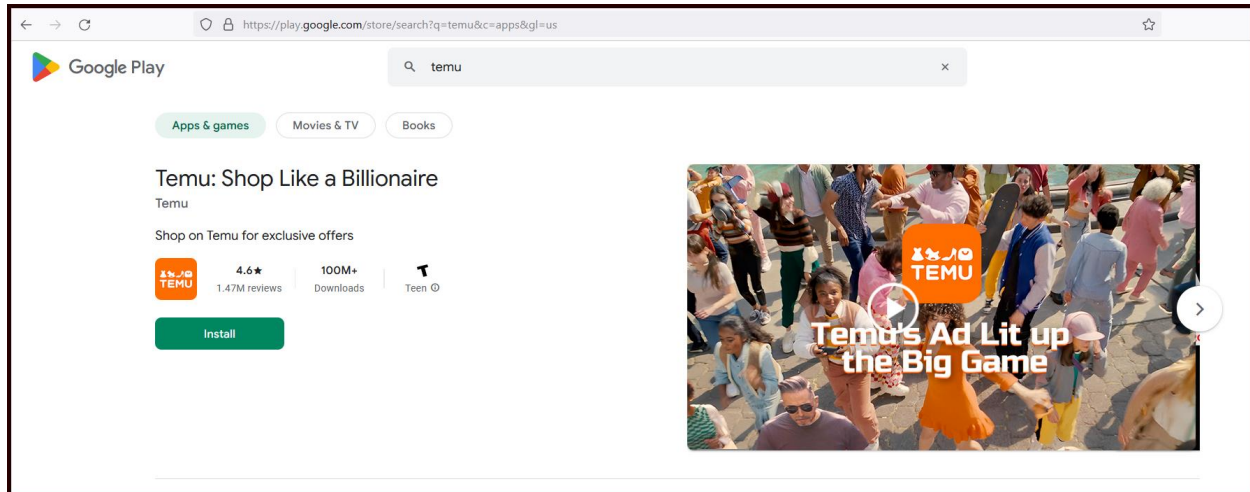 https://play.google.com/store/search?q=temu&c=apps&gl=us
Google Play
temu
Apps & games
Movies & TV
Books
Temu: Shop Like a Billionaire
Temu
Shop on Temu for exclusive offers
TEMU
4.6★
1.47M reviews
100M+
Downloads
Teen
Install
TEMU
Temu's Ad Lit up
the Big Game